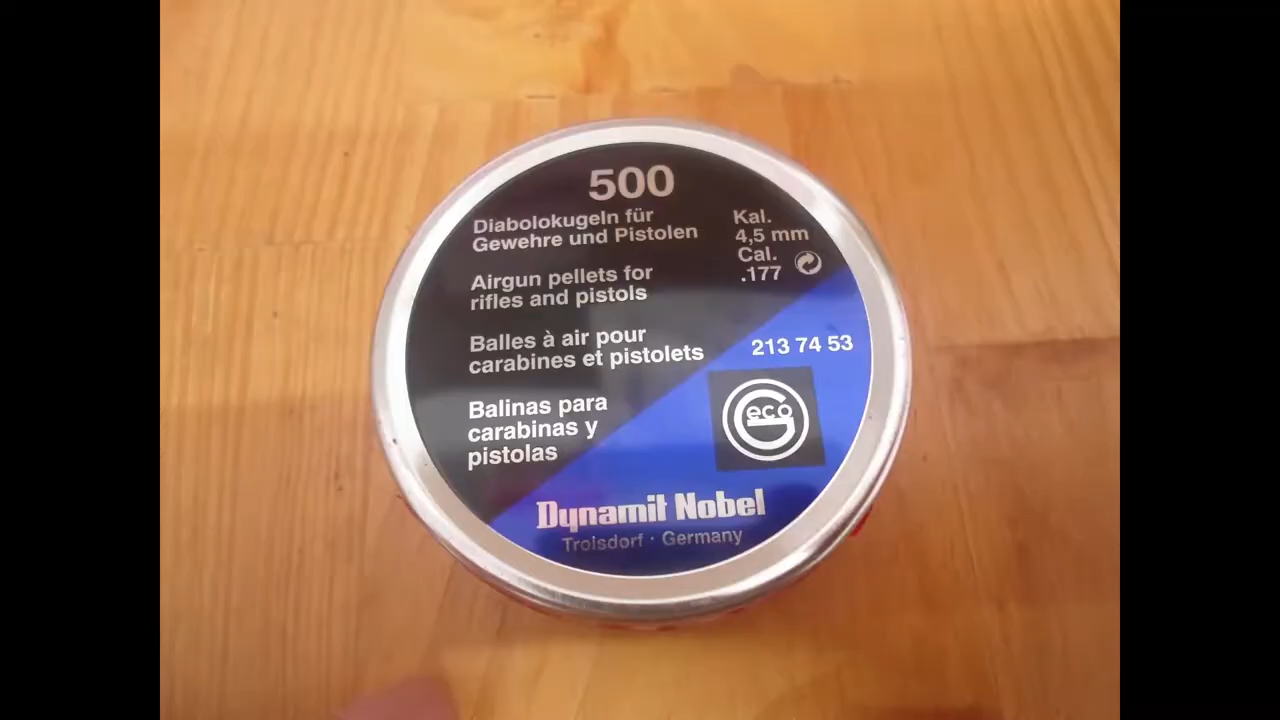 500
Diabolokugeln für
Gewehre und Pistolen
Kal.
4,5 mm
Cal.
.177
Airgun pellets for
rifles and pistols
Balles à air pour
carabines et pistolets
213 74 53
Balinas para
carabinas y
pistolas
Geco
Dynamit Nobel
Troisdorf · Germany